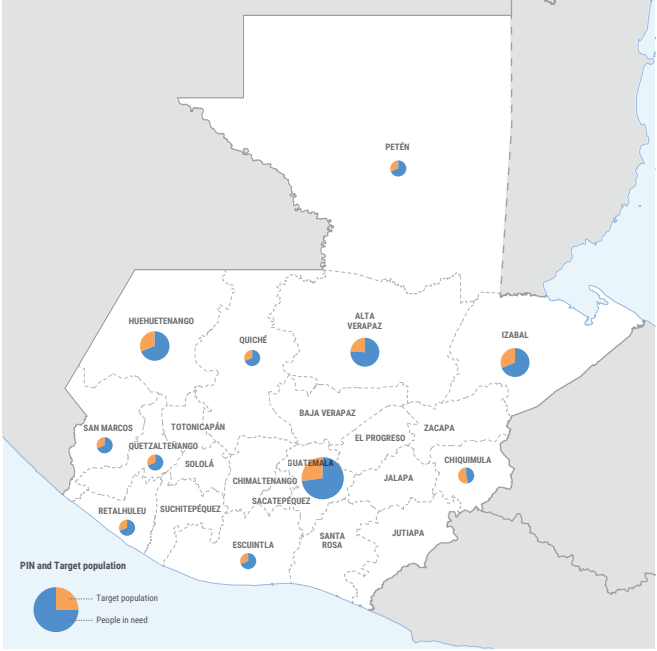 PETÉN
HUEHUETENANGO
ALTA
VERAPAZ
QUICHÉ
IZABAL
BAJA VERAPAZ
SAN MARCOS
TOTONICAPÁN
ZACAPA
EL PROGRESO
QUETZALTEÑANGO
SOLOLÁ
GUATEMALA
CHIQUIMULA
CHIMALTENANGO
JALAPA
SACATEPÉQUEZ
RETALHULEU
SUCHITEPÉQUEZ
JUTIAPA
SANTA
ROSA
ESCUINTLA
PIN and Target population
Target population
People in need